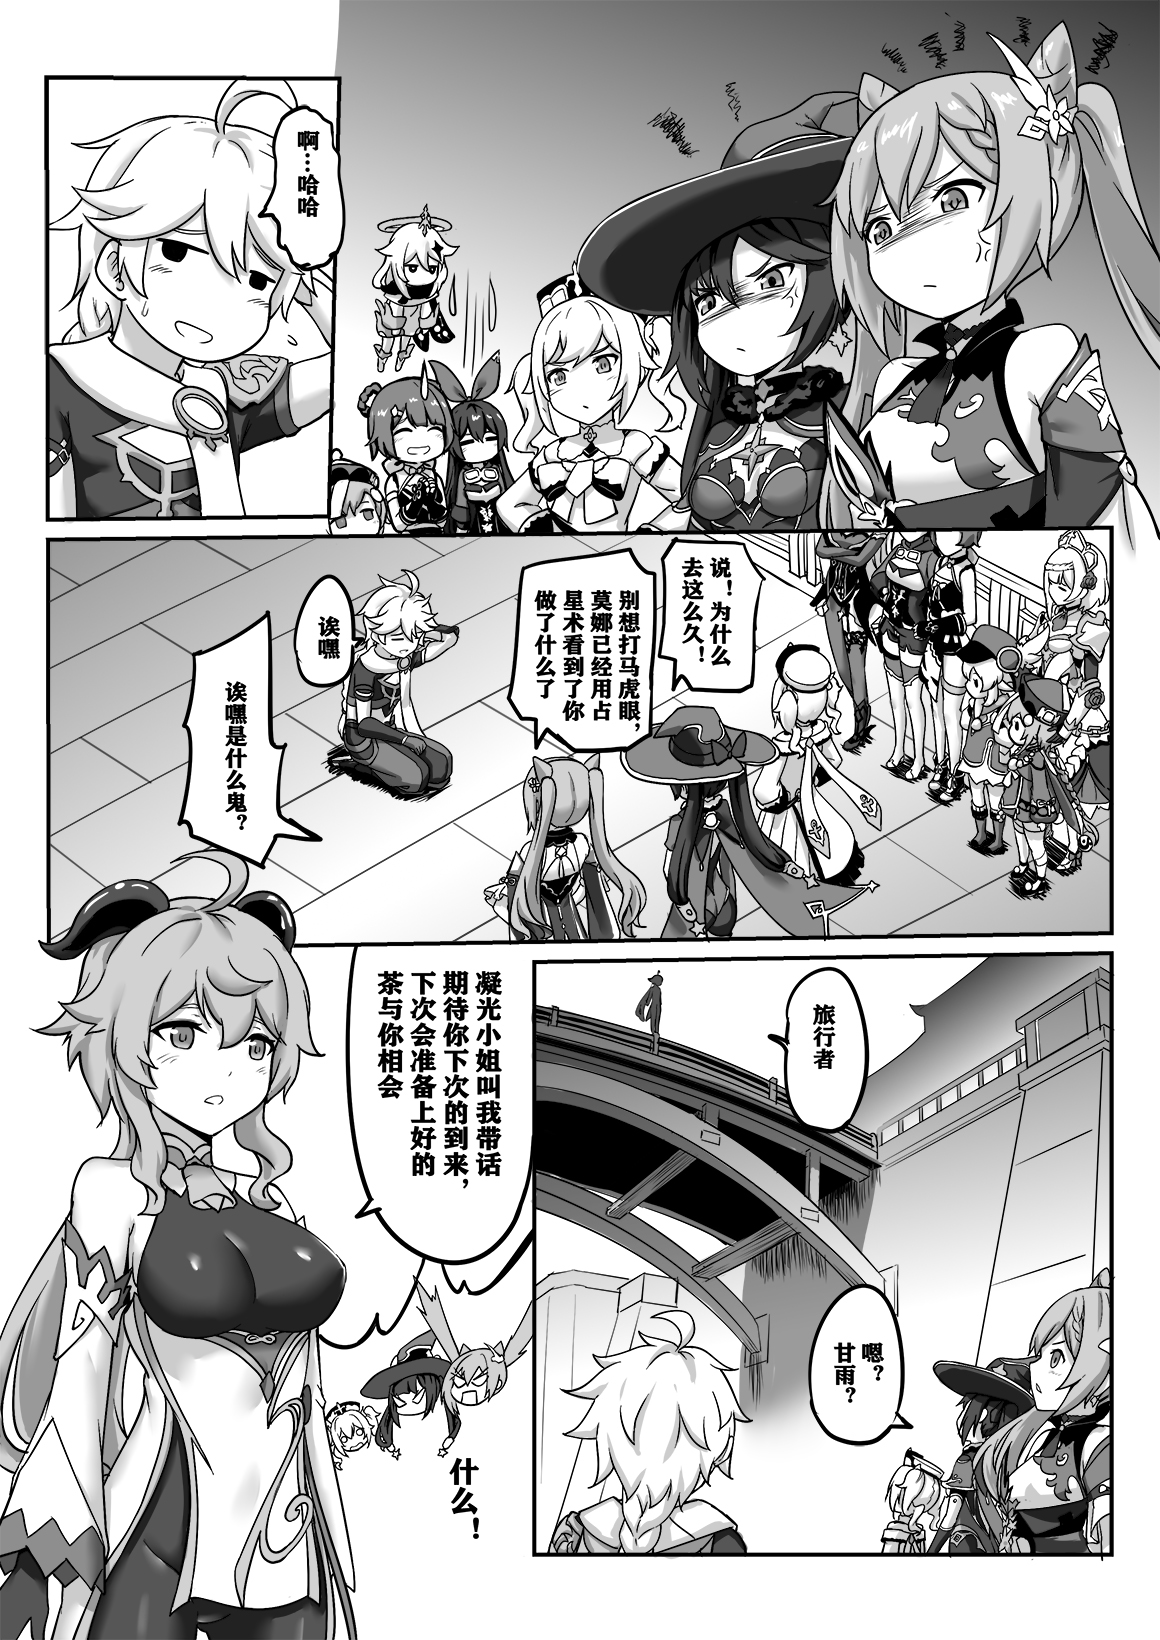 啊…哈哈
说！为什么
去这么久！
别想打马虎眼，
莫娜已经用占
星术看到了你
做了什么了
诶嘿
诶嘿是什么鬼？
旅行者
嗯？
甘雨？
凝光小姐叫我带话
期待你下次的到来，
下次会准备上好的
茶与你相会
什么！